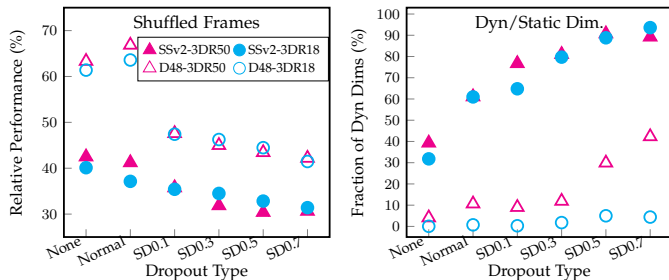 Shuffled Frames
Relative Performance (%)
70
60
50
40
30
SSv2-3DR50 SSv2-3DR18
D48-3DR50 D48-3DR18
None Normal SD0.1 SD0.3 SD0.5 SD0.7
Dropout Type
Dyn/Static Dim.
Fraction of Dyn Dims (%)
100
90
80
70
60
50
40
30
20
10
0
None Normal SD0.1 SD0.3 SD0.5 SD0.7
Dropout Type